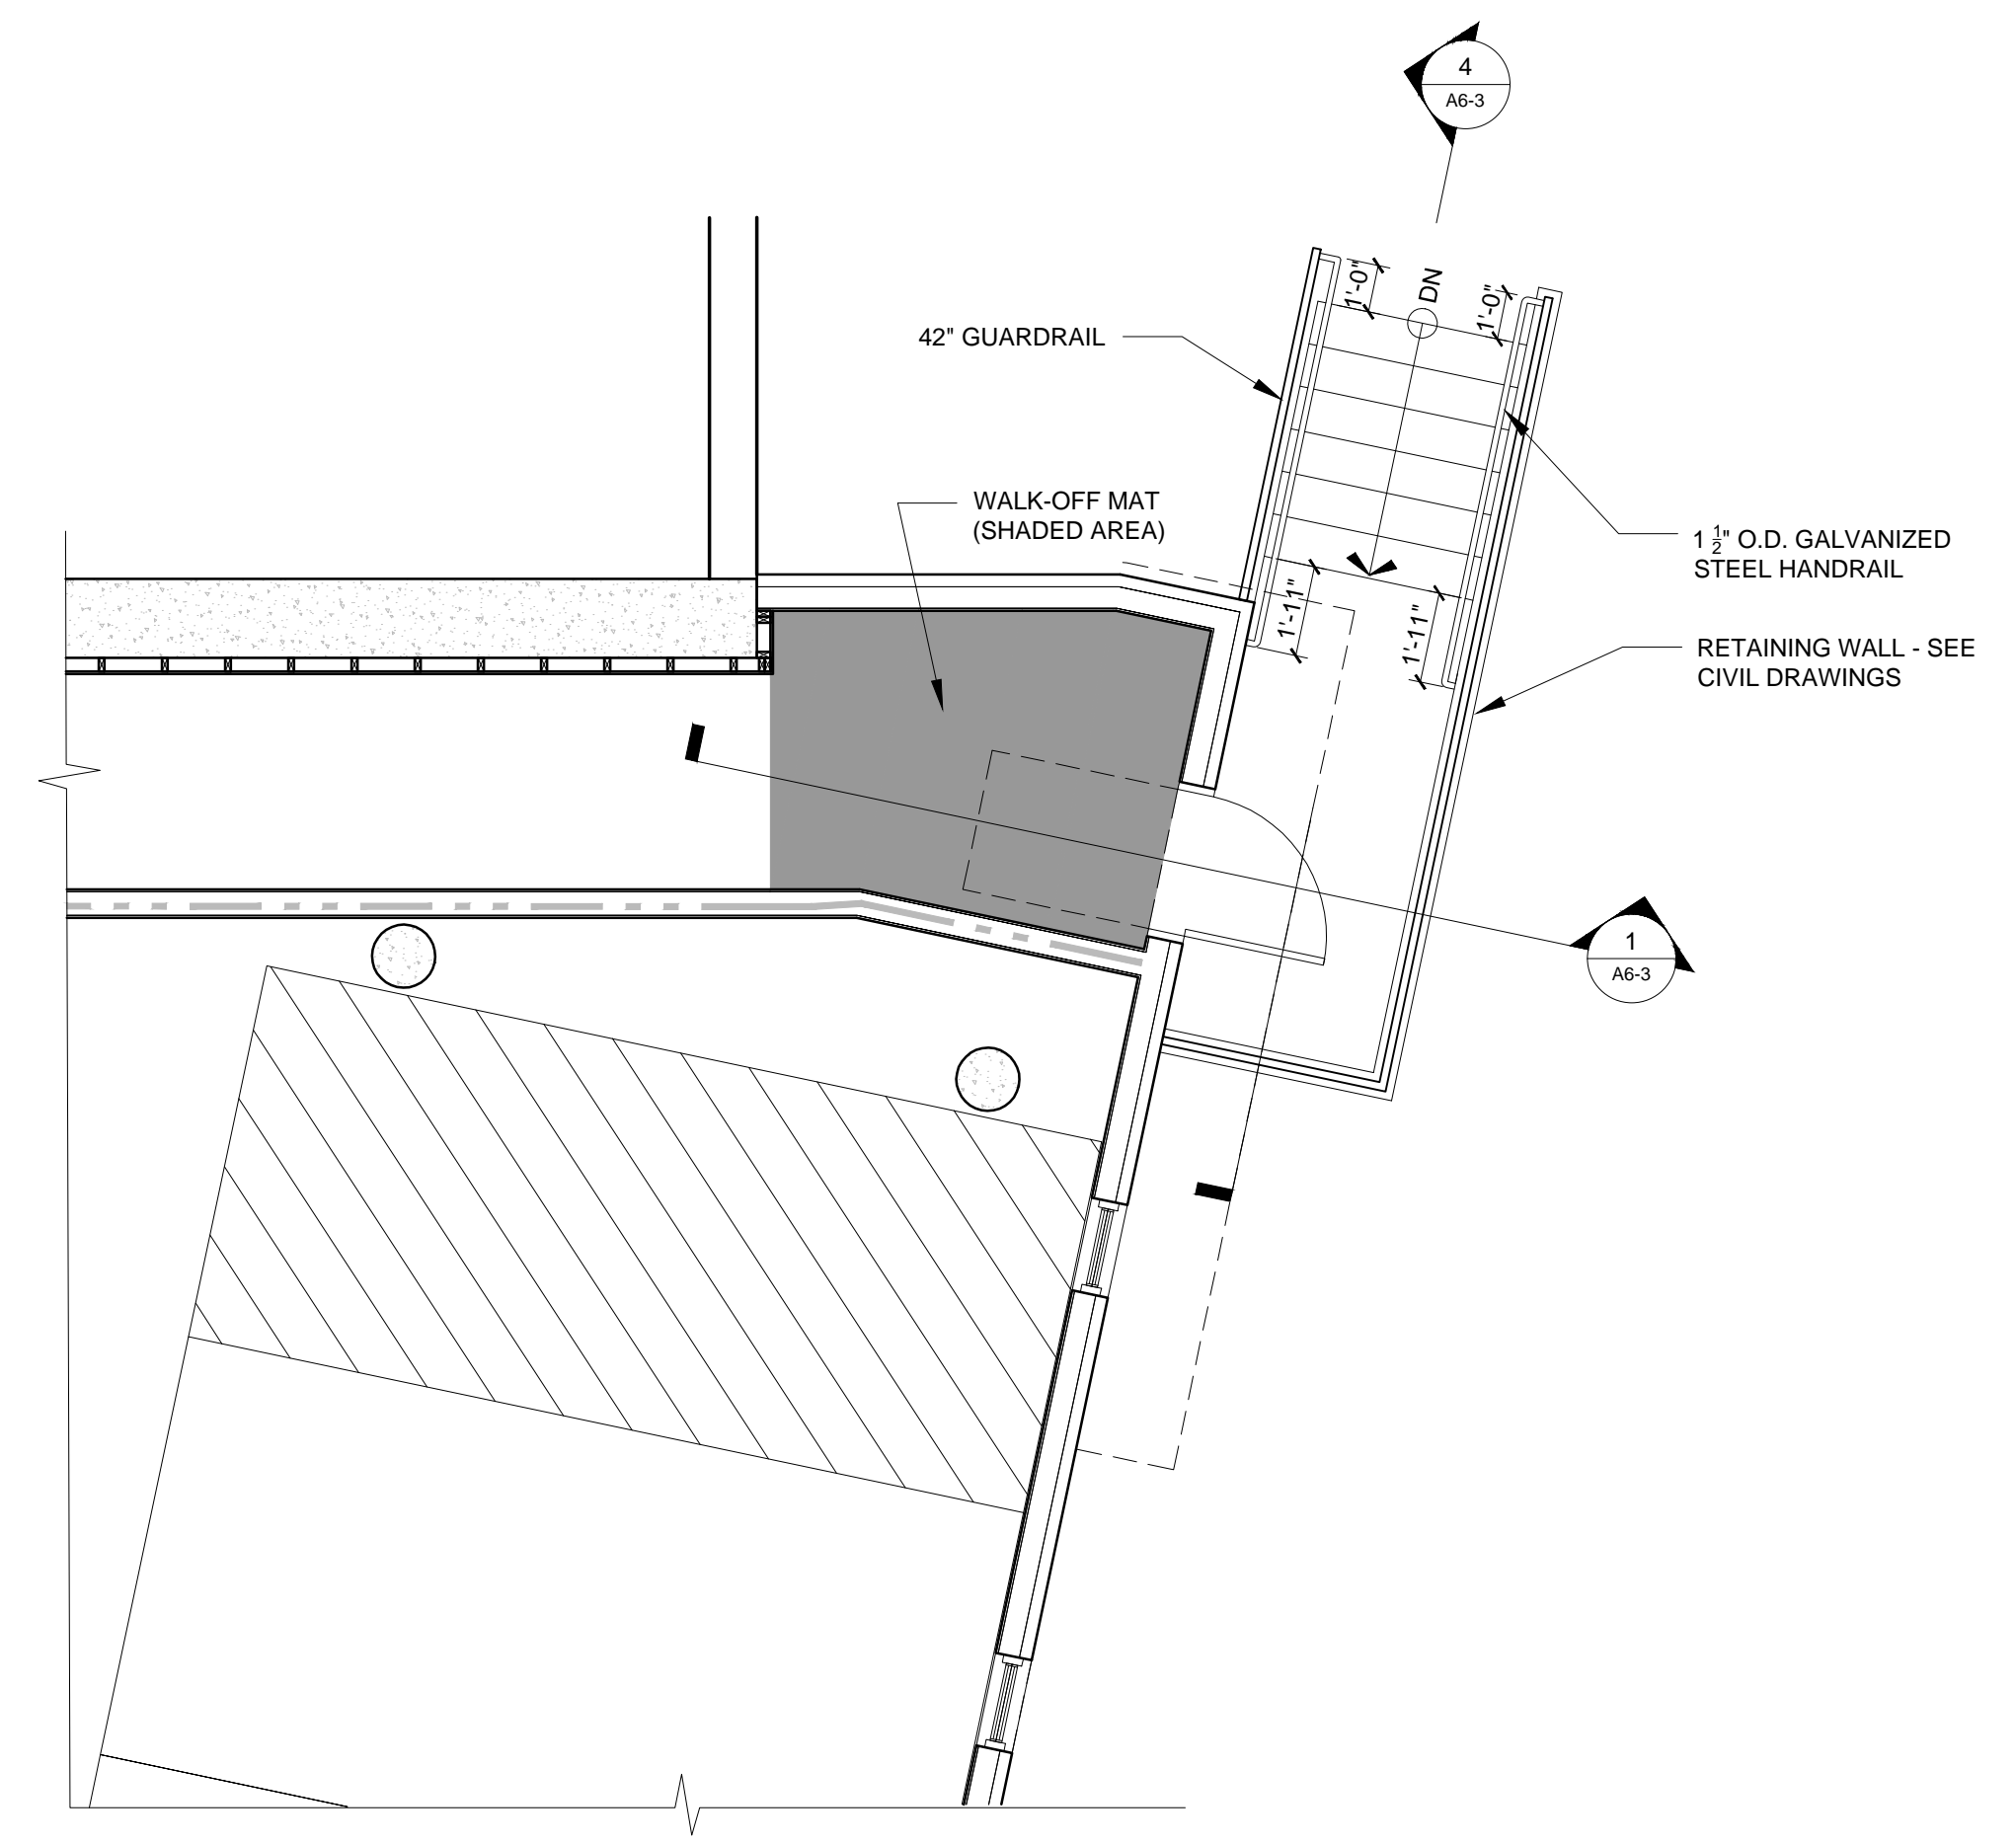 4
A6-3
1'-0"
DN
1'-0"
42" GUARDRAIL
WALK-OFF MAT
(SHADED AREA)
1 1/2" O.D. GALVANIZED
STEEL HANDRAIL
1'-11"
1'-11"
RETAINING WALL - SEE
CIVIL DRAWINGS
1
A6-3